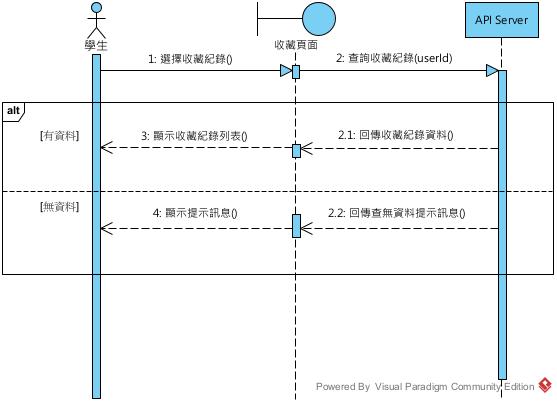 API Server
學生
收藏頁面
1: 選擇收藏紀錄()
2: 查詢收藏紀錄(userId)
alt
[有資料]
3: 顯示收藏紀錄列表()
2.1: 回傳收藏紀錄資料()
[無資料]
4: 顯示提示訊息()
2.2: 回傳查無資料提示訊息()
Powered By Visual Paradigm Community Edition